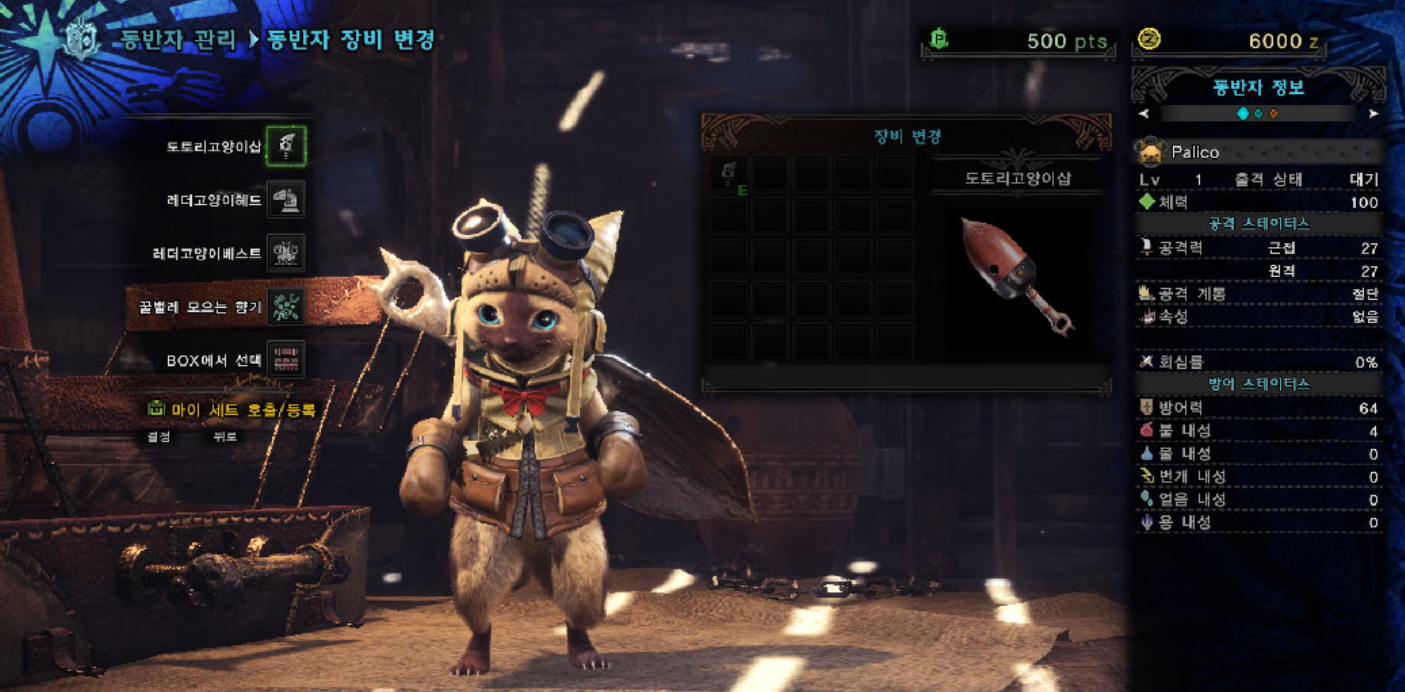 동반자 관리 > 동반자 장비 변경
500 pts
6000 z
도토리고양이삽
레더고양이헤드
레더고양이베스트
꿀벌레 모으는 향기
BOX에서 선택
마이 세트 호출/등록
결정 뒤로
장비 변경
E
도토리고양이삽
동반자 정보
Palico
Lv 1 출격 상태 대기
체력 100
공격 스테이터스
공격력 근접 27
원격 27
공격 계통 절단
속성 없음
회심률 0%
방어 스테이터스
방어력 64
불 내성 4
물 내성 0
번개 내성 0
얼음 내성 0
용 내성 0